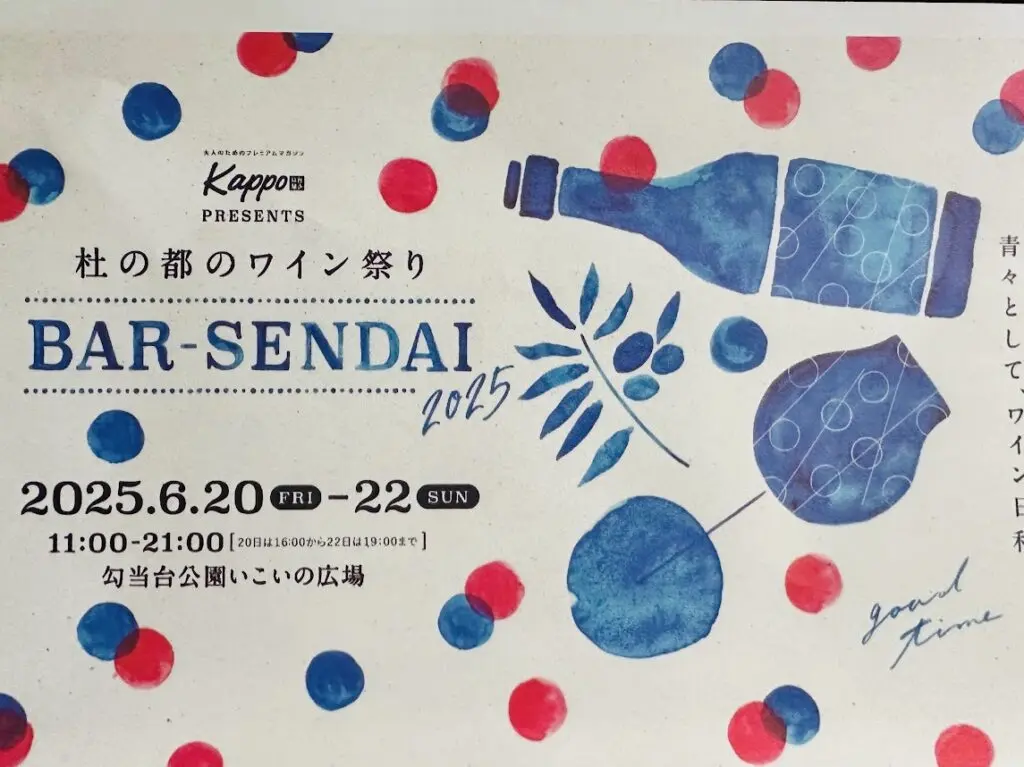 大人のためのプレミアムマガジン
Kappo
PRESENTS
杜の都のワイン祭り
BAR-SENDAI
2025
2025.6.20 FRI – 22 SUN
11:00-21:00 [20日は16:00から22日は19:00まで]
勾当台公園いこいの広場
青々として、ワイン日和
good
time